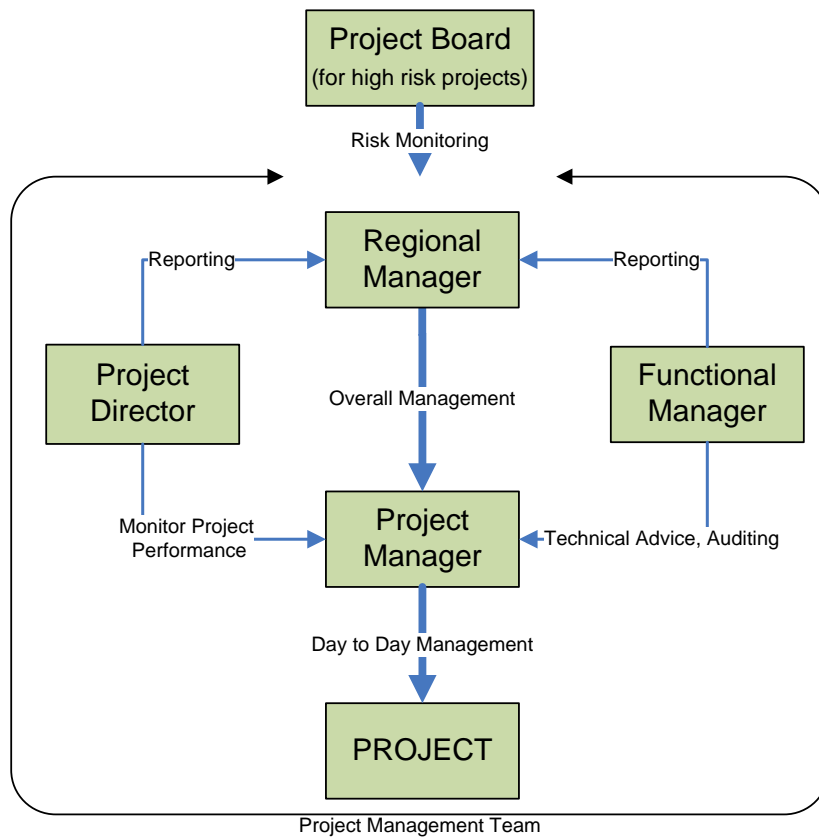 Project Board
(for high risk projects)
Risk Monitoring
Regional
Manager
Reporting
Reporting
Project
Director
Functional
Manager
Overall Management
Project
Manager
Monitor Project
Performance
Technical Advice, Auditing
Day to Day Management
PROJECT
Project Management Team